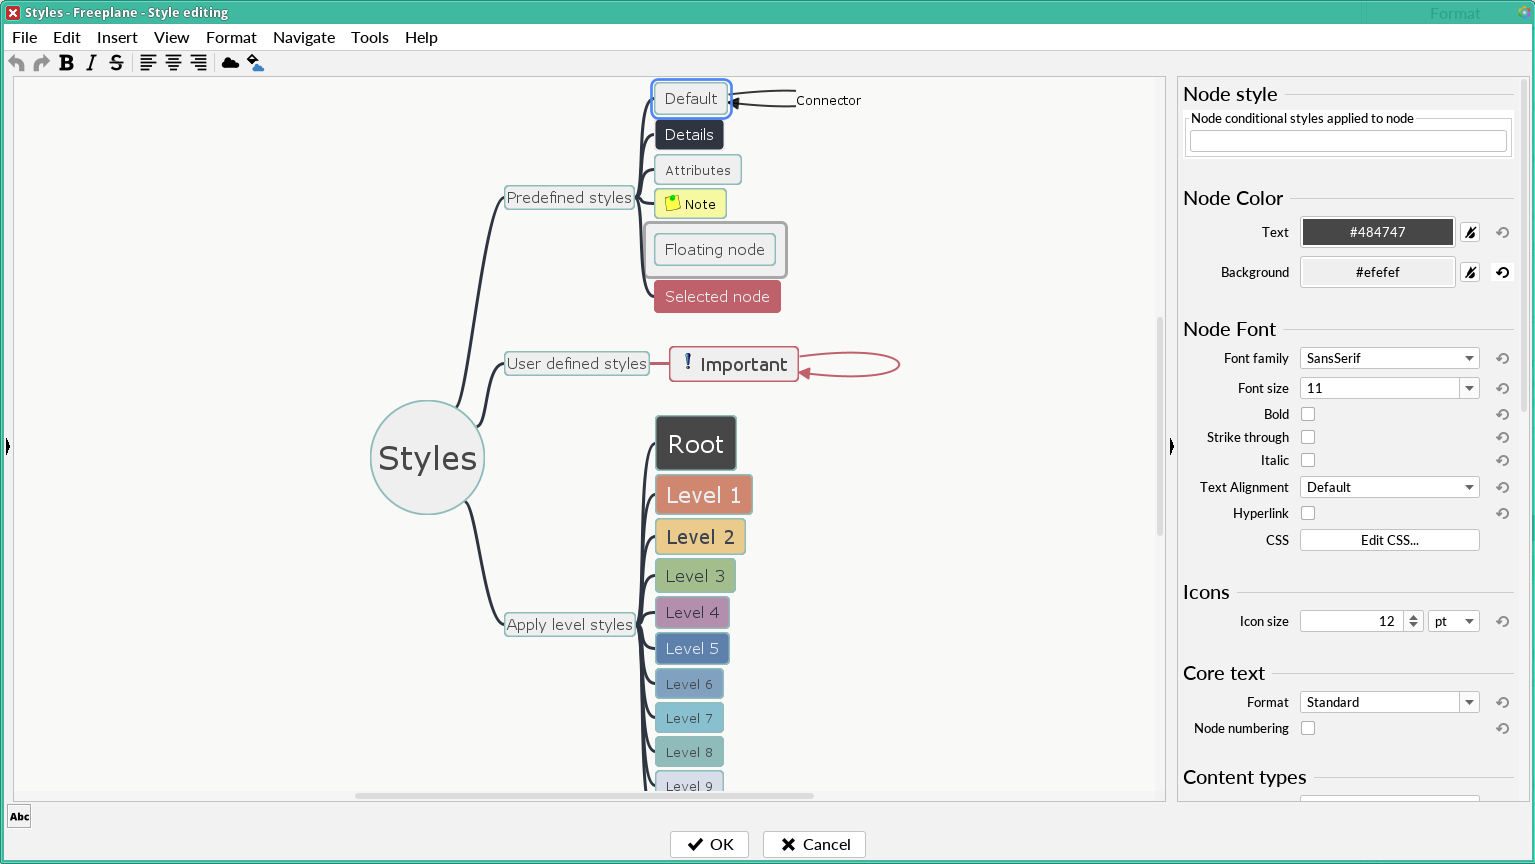 Styles - Freeplane - Style editing
Format
File Edit Insert View Format Navigate Tools Help
B I S
Default
Connector
Details
Attributes
Note
Floating node
Selected node
Predefined styles
User defined styles
Important
Styles
Apply level styles
Root
Level 1
Level 2
Level 3
Level 4
Level 5
Level 6
Level 7
Level 8
Level 9
Node style
Node conditional styles applied to node
Node Color
Text #484747
Background #efefef
Node Font
Font family SansSerif
Font size 11
Bold
Strike through
Italic
Text Alignment Default
Hyperlink
CSS Edit CSS...
Icons
Icon size 12 pt
Core text
Format Standard
Node numbering
Content types
Abc
OK Cancel